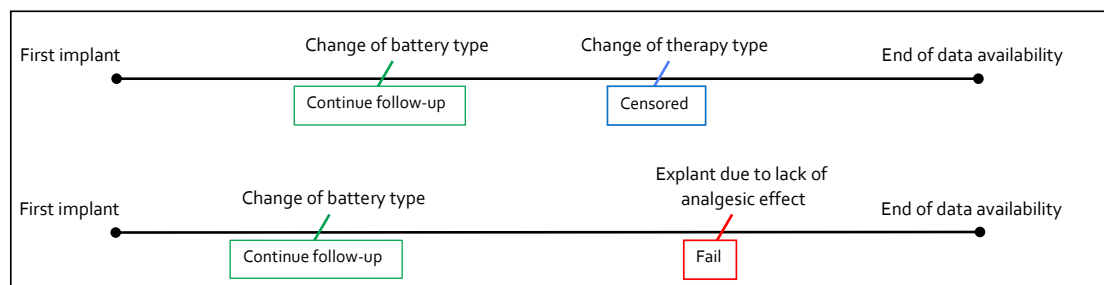 Change of battery type
Change of therapy type
First implant
End of data availability
Continue follow-up
Censored
Explant due to lack of
analgesic effect
Change of battery type
First implant
End of data availability
Continue follow-up
Fail